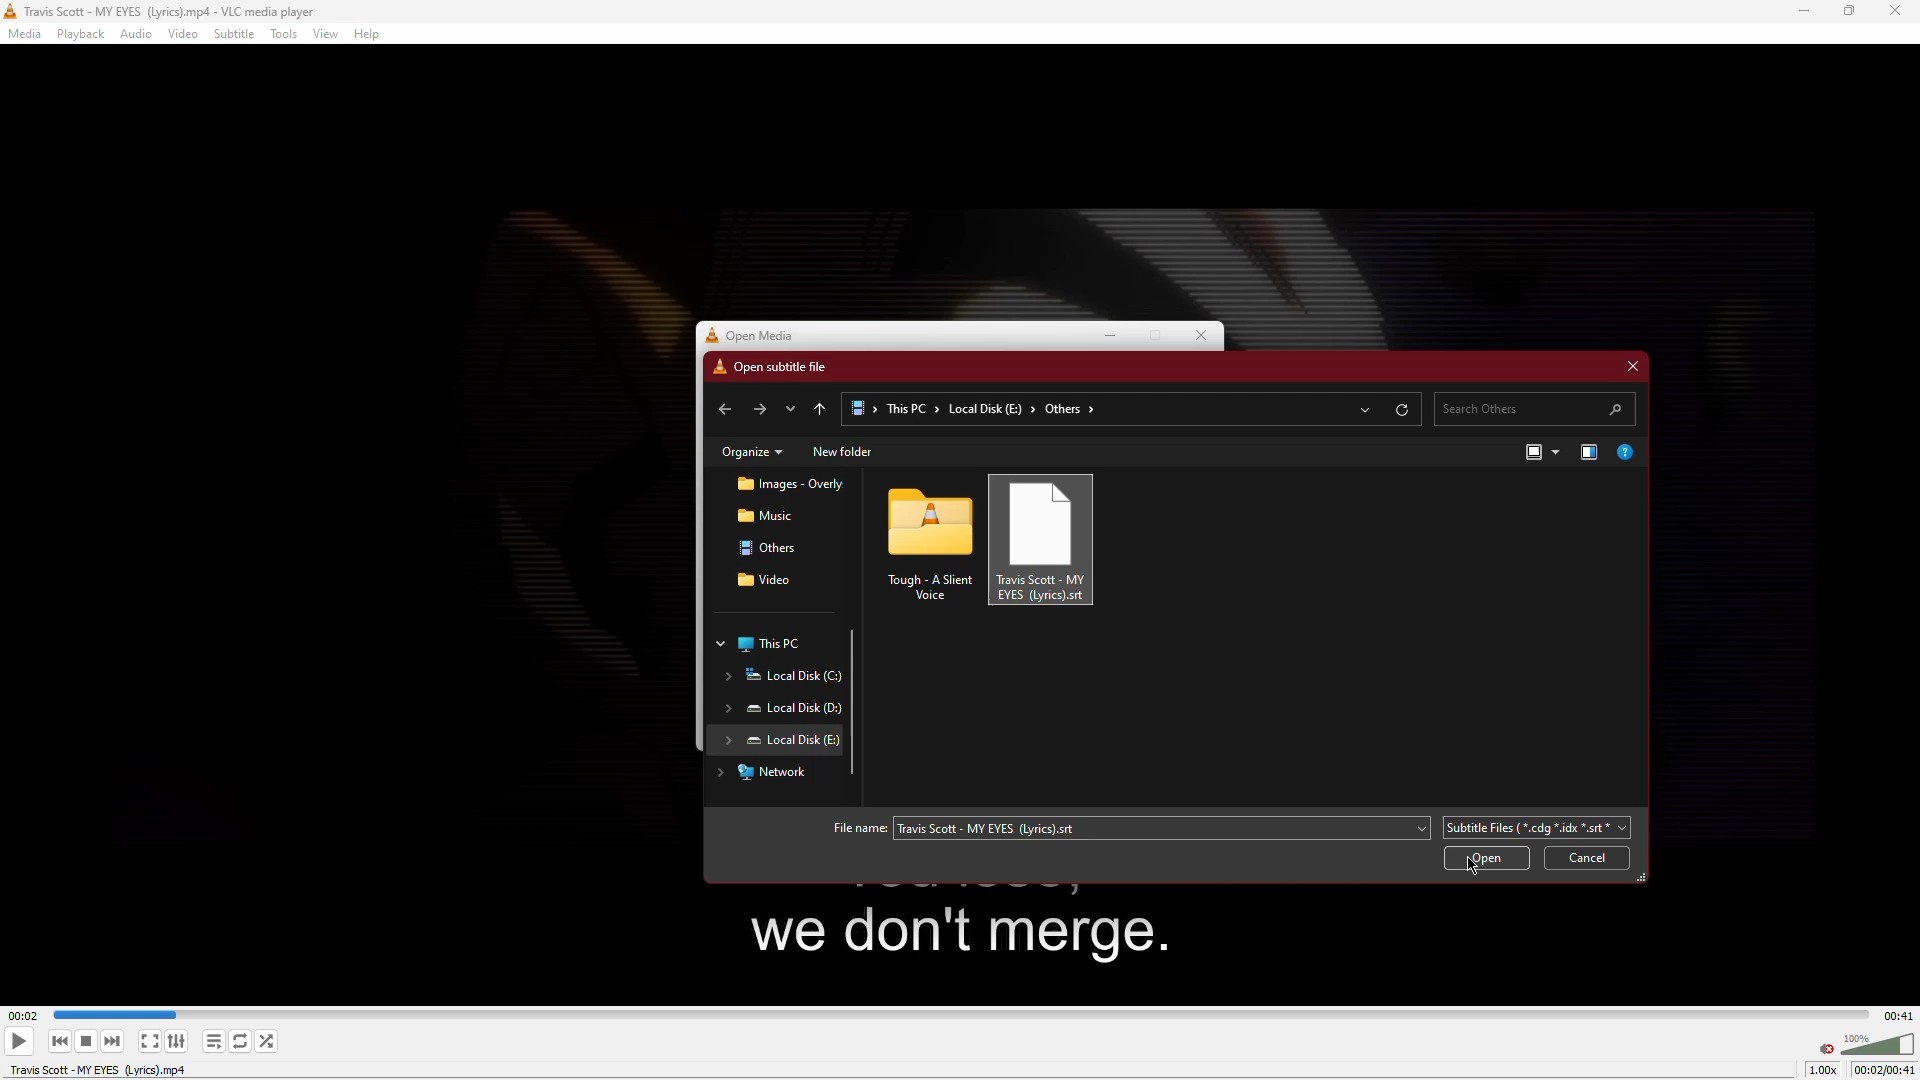 Travis Scott - MY EYES (Lyrics).mp4 - VLC media player
Media Playback Audio Video Subtitle Tools View Help
Open Media
Open subtitle file
This PC Local Disk (E:) Others
Search Others
Organize New folder
Images - Overly
Music
Others
Video
This PC
Local Disk (C:)
Local Disk (D:)
Local Disk (E:)
Network
Tough - A Slient
Voice
Travis Scott - MY
EYES (Lyrics).srt
File name: Travis Scott - MY EYES (Lyrics).srt
Subtitle Files ( *.cdg *.idx *.srt *
Open Cancel
we don't merge.
00:02 00:41
100%
Travis Scott - MY EYES (Lyrics).mp4
1.00x 00:02/00:41